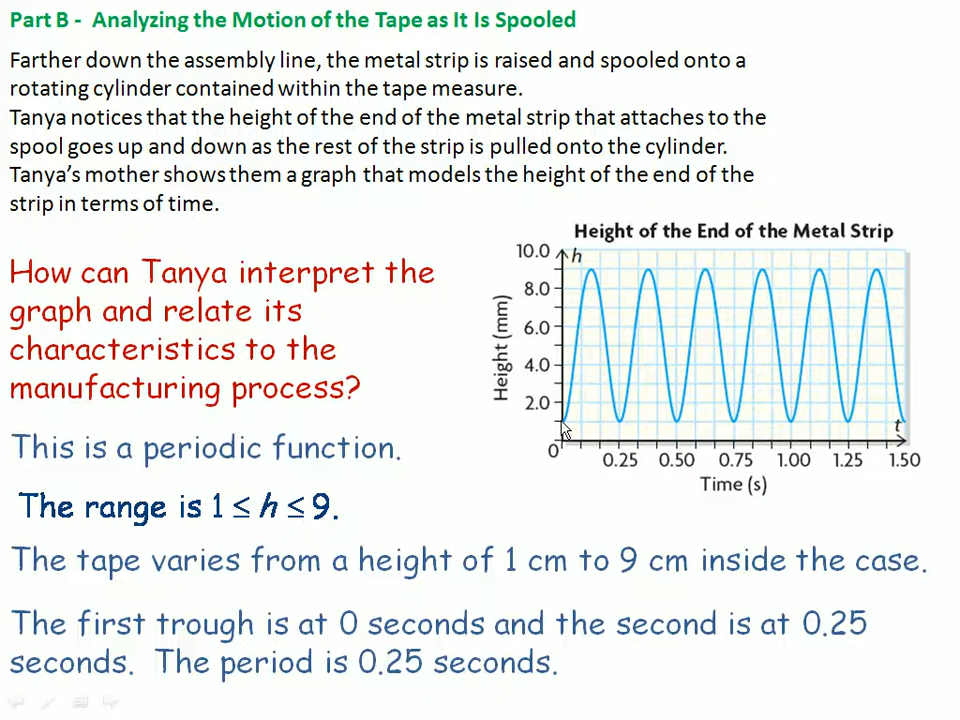 Part B - Analyzing the Motion of the Tape as It Is Spooled
Farther down the assembly line, the metal strip is raised and spooled onto a
rotating cylinder contained within the tape measure.
Tanya notices that the height of the end of the metal strip that attaches to the
spool goes up and down as the rest of the strip is pulled onto the cylinder.
Tanya's mother shows them a graph that models the height of the end of the
strip in terms of time.
How can Tanya interpret the
graph and relate its
characteristics to the
manufacturing process?
This is a periodic function.
The range is 1 ≤ h ≤ 9.
Height of the End of the Metal Strip
10.0
h
8.0
6.0
4.0
2.0
0
Height (mm)
t
0.25 0.50 0.75 1.00 1.25 1.50
Time (s)
The tape varies from a height of 1 cm to 9 cm inside the case.
The first trough is at 0 seconds and the second is at 0.25
seconds. The period is 0.25 seconds.